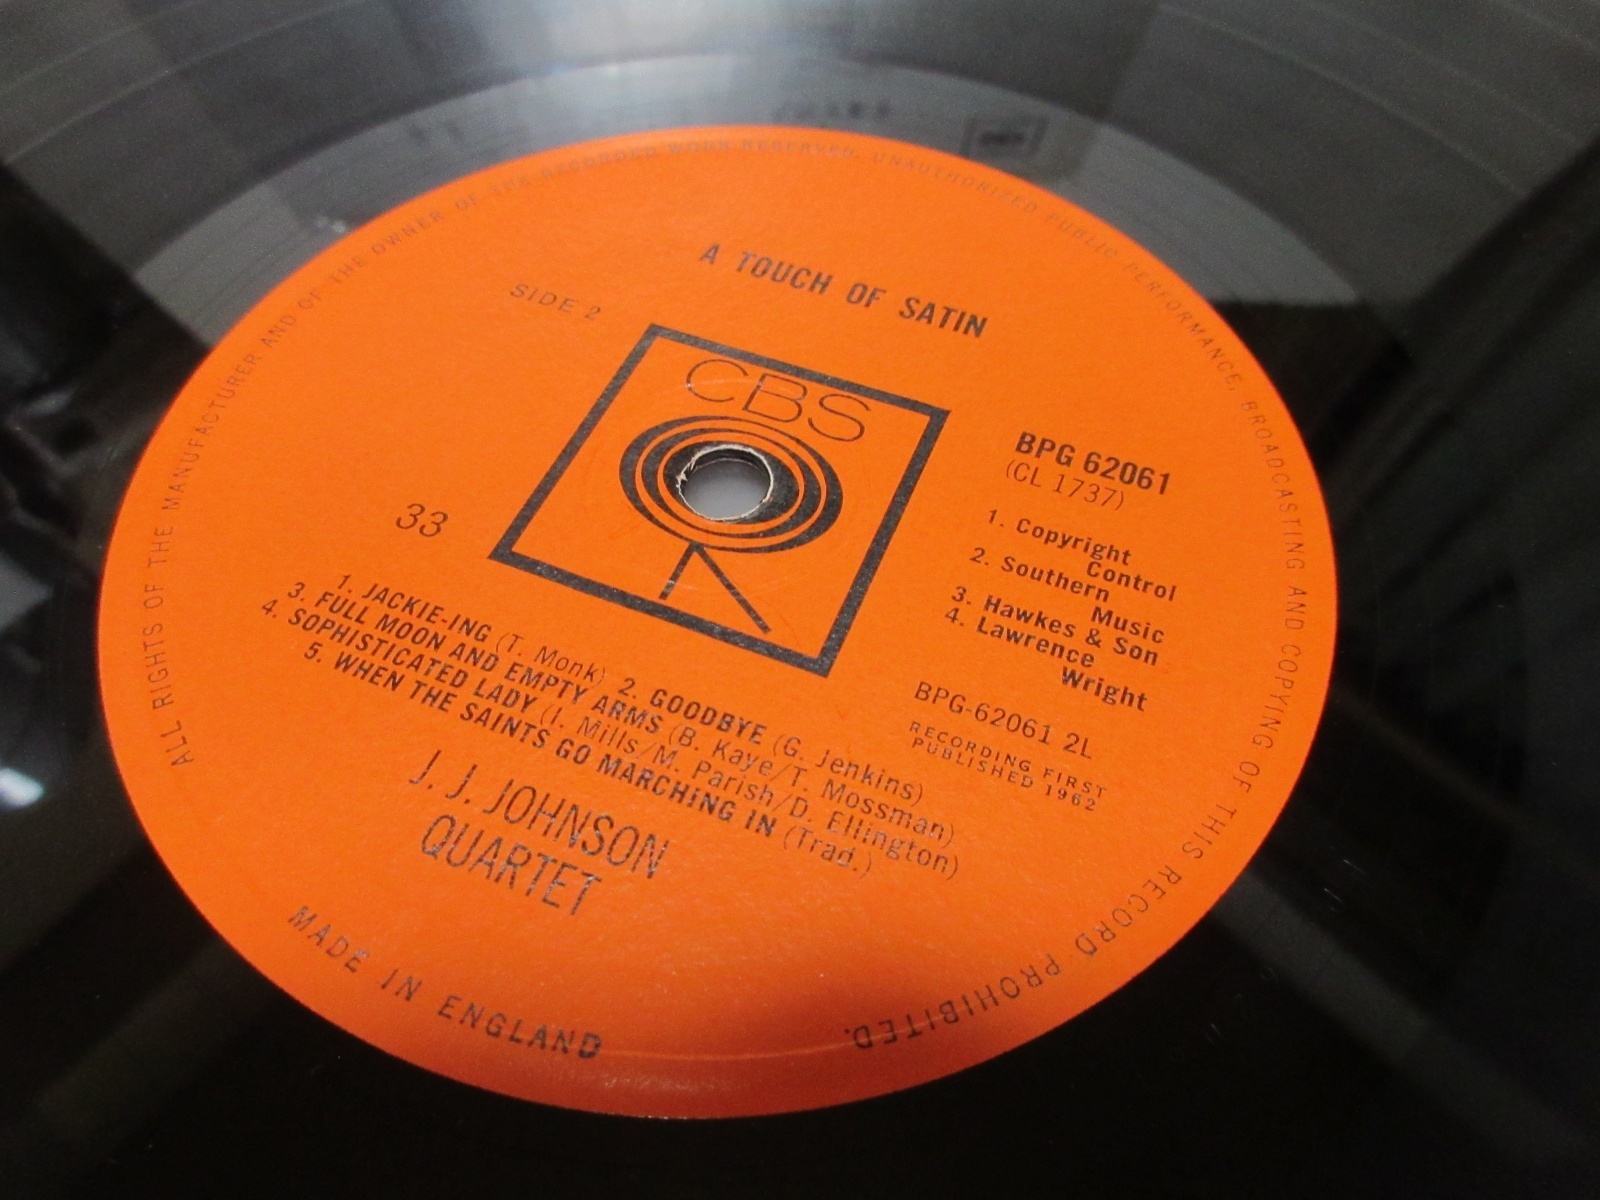 ALL RIGHTS OF THE MANUFACTURER AND OF THE OWNER OF THE RECORDED WORK RESERVED. UNAUTHORIZED PUBLIC PERFORMANCE, BROADCASTING AND COPYING OF THIS RECORD PROHIBITED.
A TOUCH OF SATIN
SIDE 2
CBS
BPG 62061
(CL 1737)
33
1. Copyright
Control
2. Southern
Music
3. Hawkes & Son
4. Lawrence
Wright
BPG-62061 2L
RECORDING FIRST
PUBLISHED 1962
1. JACKIE-ING (T. Monk) 2. GOODBYE (G. Jenkins)
3. FULL MOON AND EMPTY ARMS (B. Kaye/T. Mossman)
4. SOPHISTICATED LADY (I. Mills/M. Parish/D. Ellington)
5. WHEN THE SAINTS GO MARCHING IN (Trad.)
J. J. JOHNSON
QUARTET
MADE IN ENGLAND